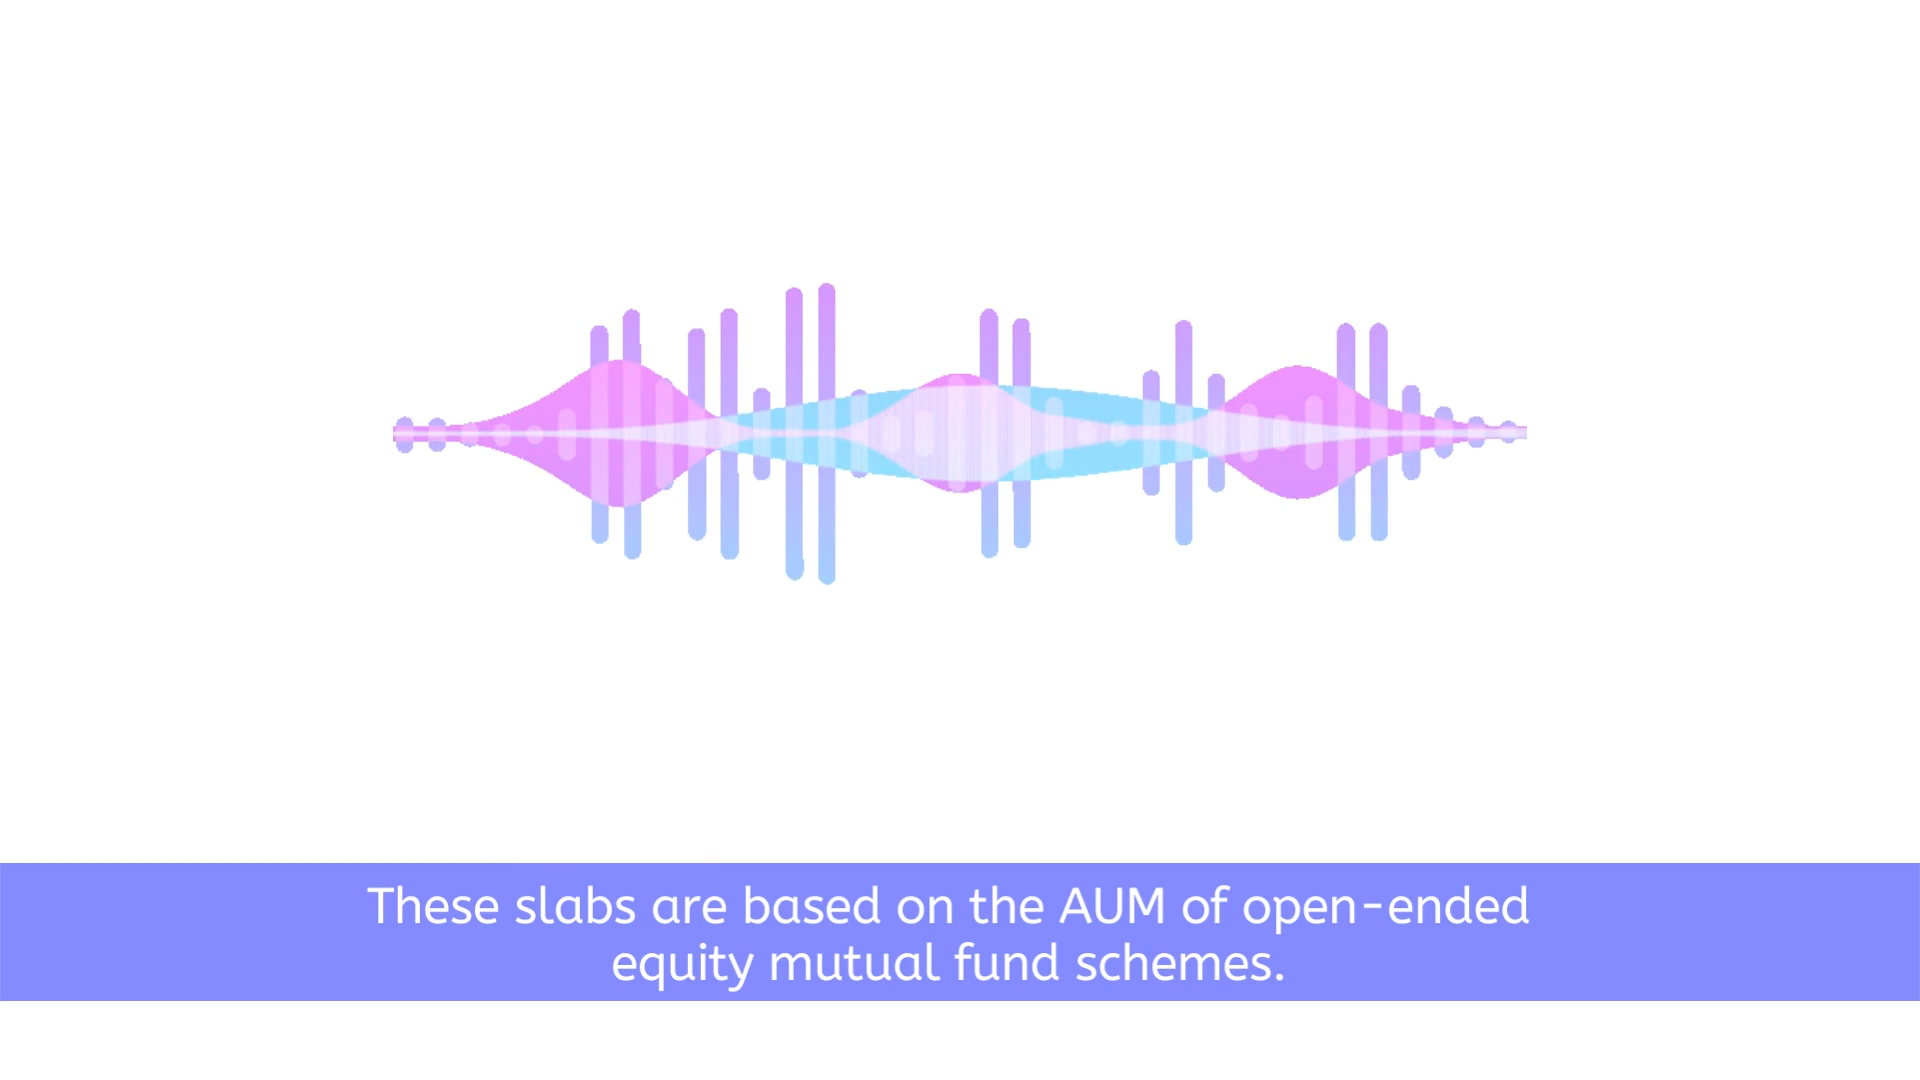 These slabs are based on the AUM of open-ended
equity mutual fund schemes.